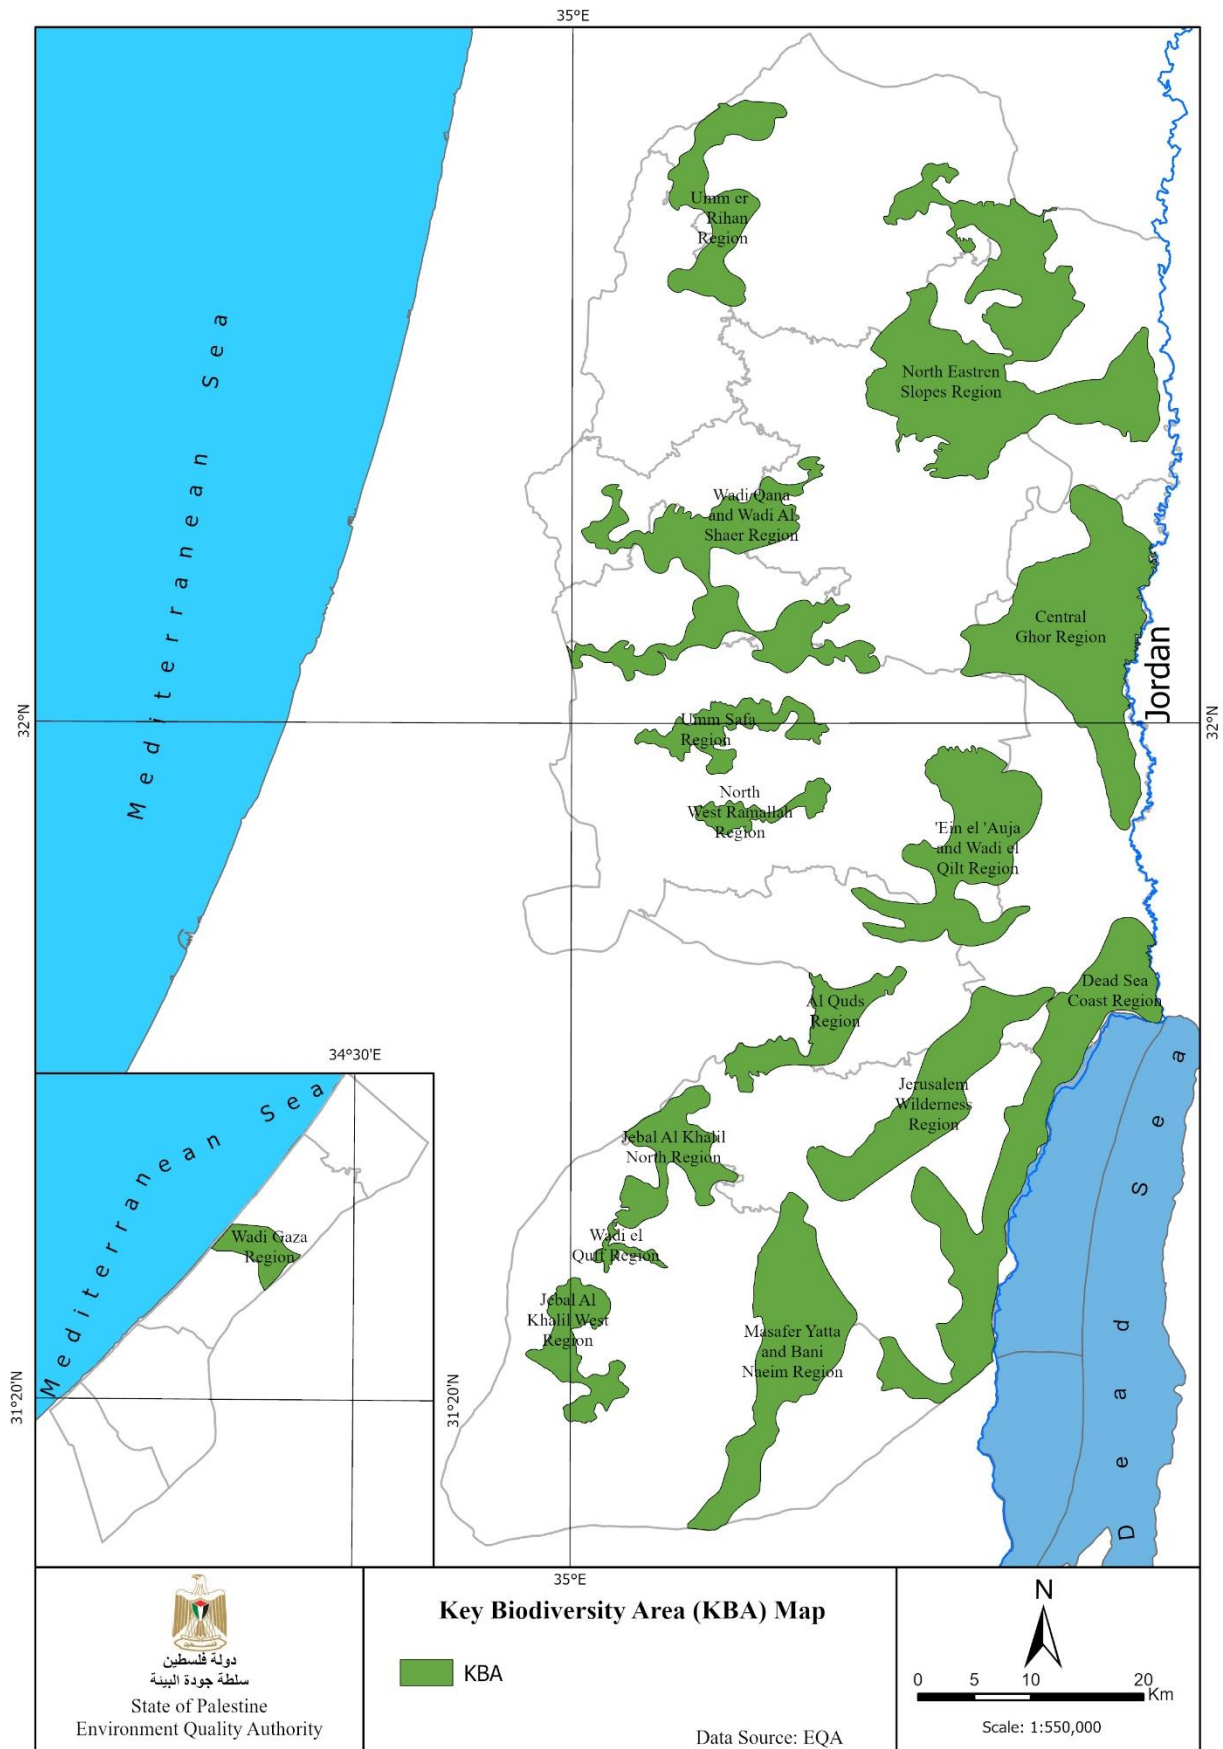 35°E
Umm er
Rihan
Region
Mediterranean Sea
North Eastren
Slopes Region
Wadi Qana
and Wadi Al
Shaer Region
Central
Ghor Region
Jordan
32°N
32°N
Umm Safa
Region
North
West Ramallah
Region
'Ein el 'Auja
and Wadi el
Qilt Region
Dead Sea
Coast Region
Al Quds
Region
34°30'E
Jerusalem
Wilderness
Region
Mediterranean Sea
Jebal Al Khalil
North Region
Wadi Gaza
Region
Wadi el
Quff Region
Jebal Al
Khalil West
Region
Masafer Yatta
and Bani
Naeim Region
Dead Sea
31°20'N
31°20'N
35°E
Key Biodiversity Area (KBA) Map
KBA
Data Source: EQA
دولة فلسطين
سلطة جودة البيئة
State of Palestine
Environment Quality Authority
N
0 5 10 20
Km
Scale: 1:550,000